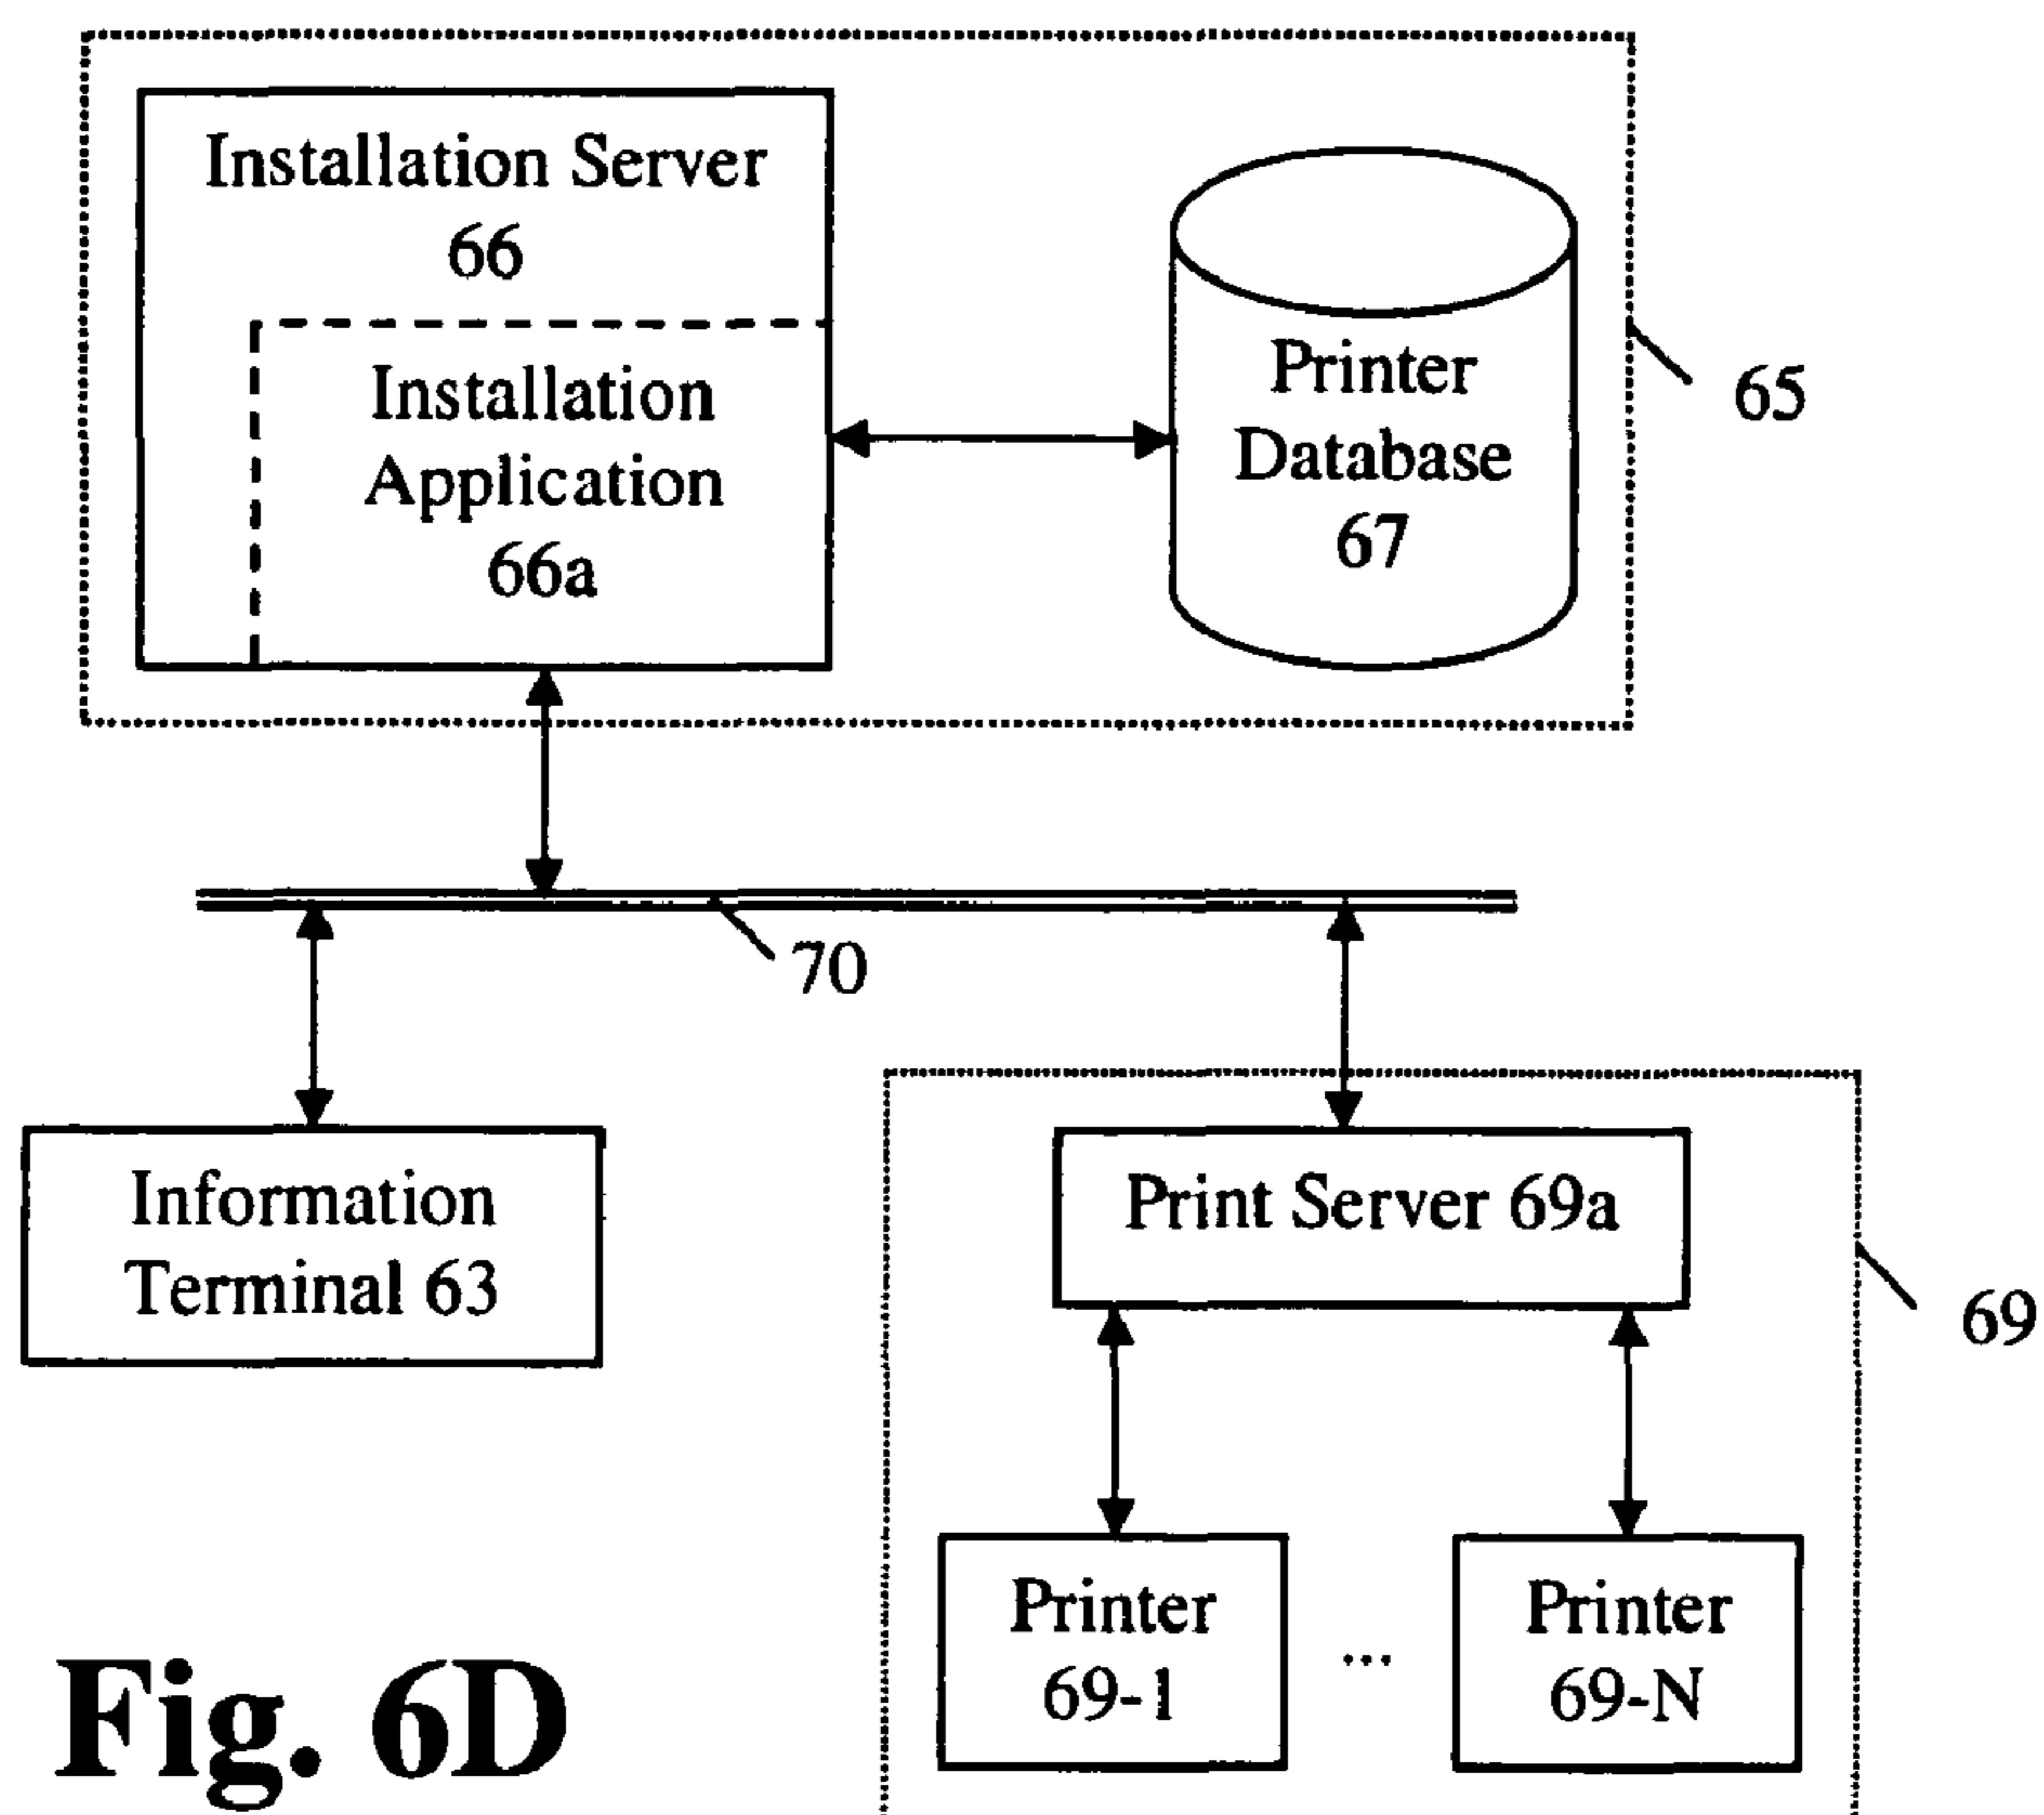 Installation Server
66
Installation
Application
66a
Printer
Database
67
65
70
Information
Terminal 63
Print Server 69a
69
Printer
69-1
...
Printer
69-N
Fig. 6D